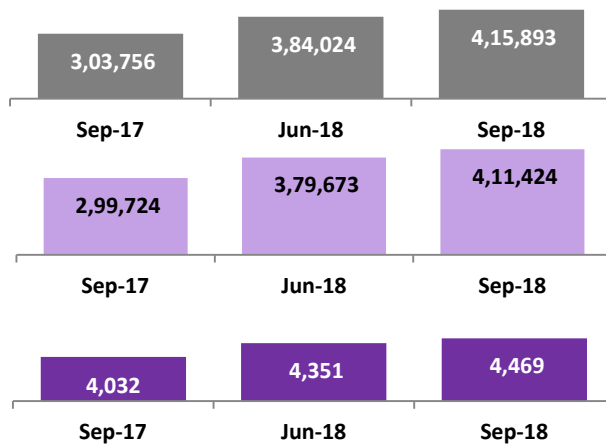 3,03,756 3,84,024 4,15,893
Sep-17 Jun-18 Sep-18
2,99,724 3,79,673 4,11,424
Sep-17 Jun-18 Sep-18
4,032 4,351 4,469
Sep-17 Jun-18 Sep-18